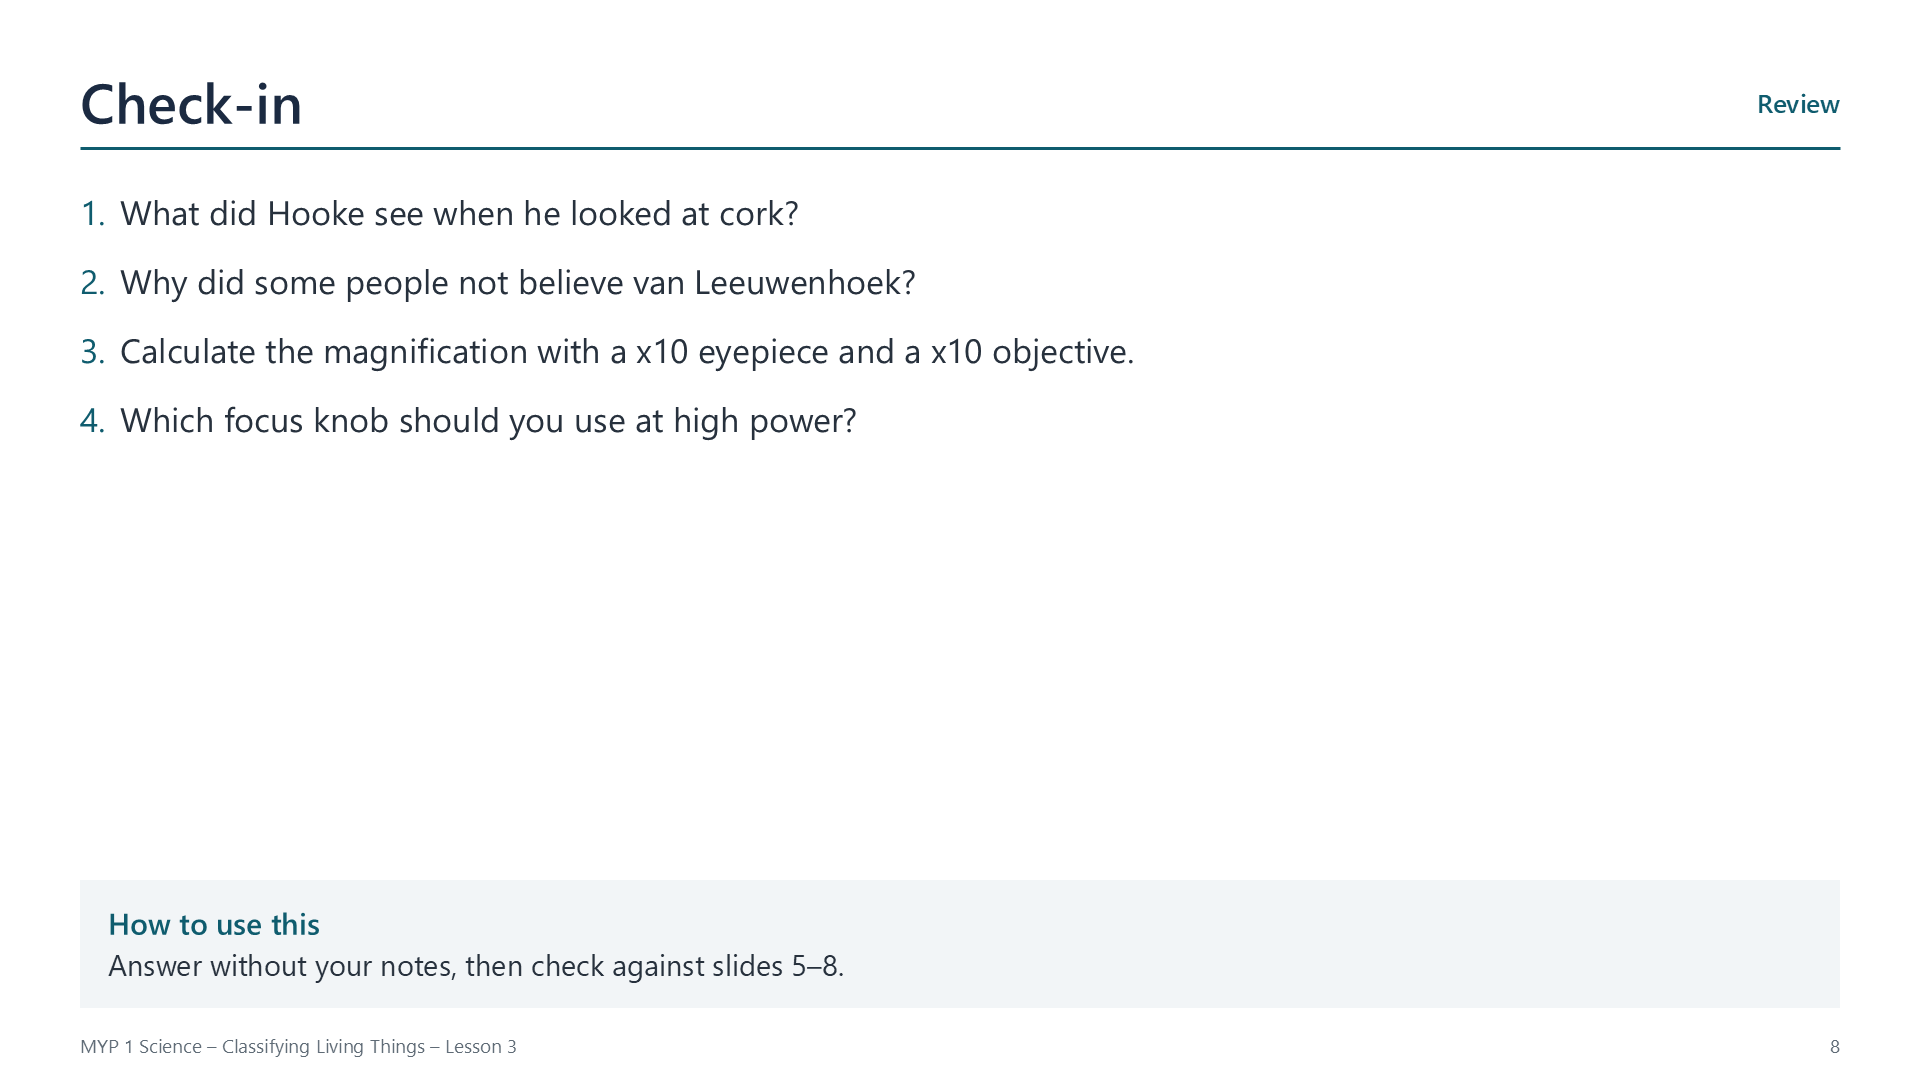 Check-in
Review
1. What did Hooke see when he looked at cork?
2. Why did some people not believe van Leeuwenhoek?
3. Calculate the magnification with a x10 eyepiece and a x10 objective.
4. Which focus knob should you use at high power?
How to use this
Answer without your notes, then check against slides 5–8.
MYP 1 Science – Classifying Living Things – Lesson 3
8